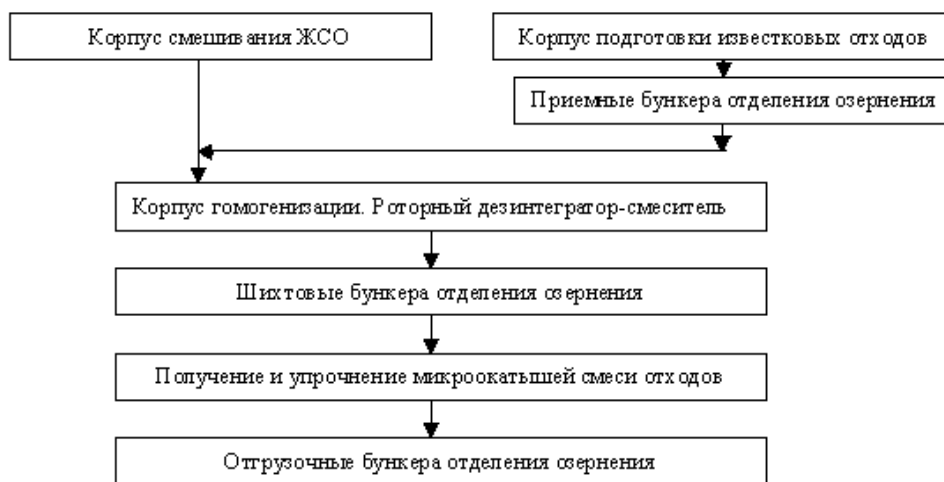 Корпус смешивания ЖСО
Корпус подготовки известковых отходов
Приемные бункера отделения озернения
Корпус гомогенизации. Роторный дезинтегратор-смеситель
Шихтовые бункера отделения озернения
Получение и упрочнение микроокатышей смеси отходов
Отгрузочные бункера отделения озернения